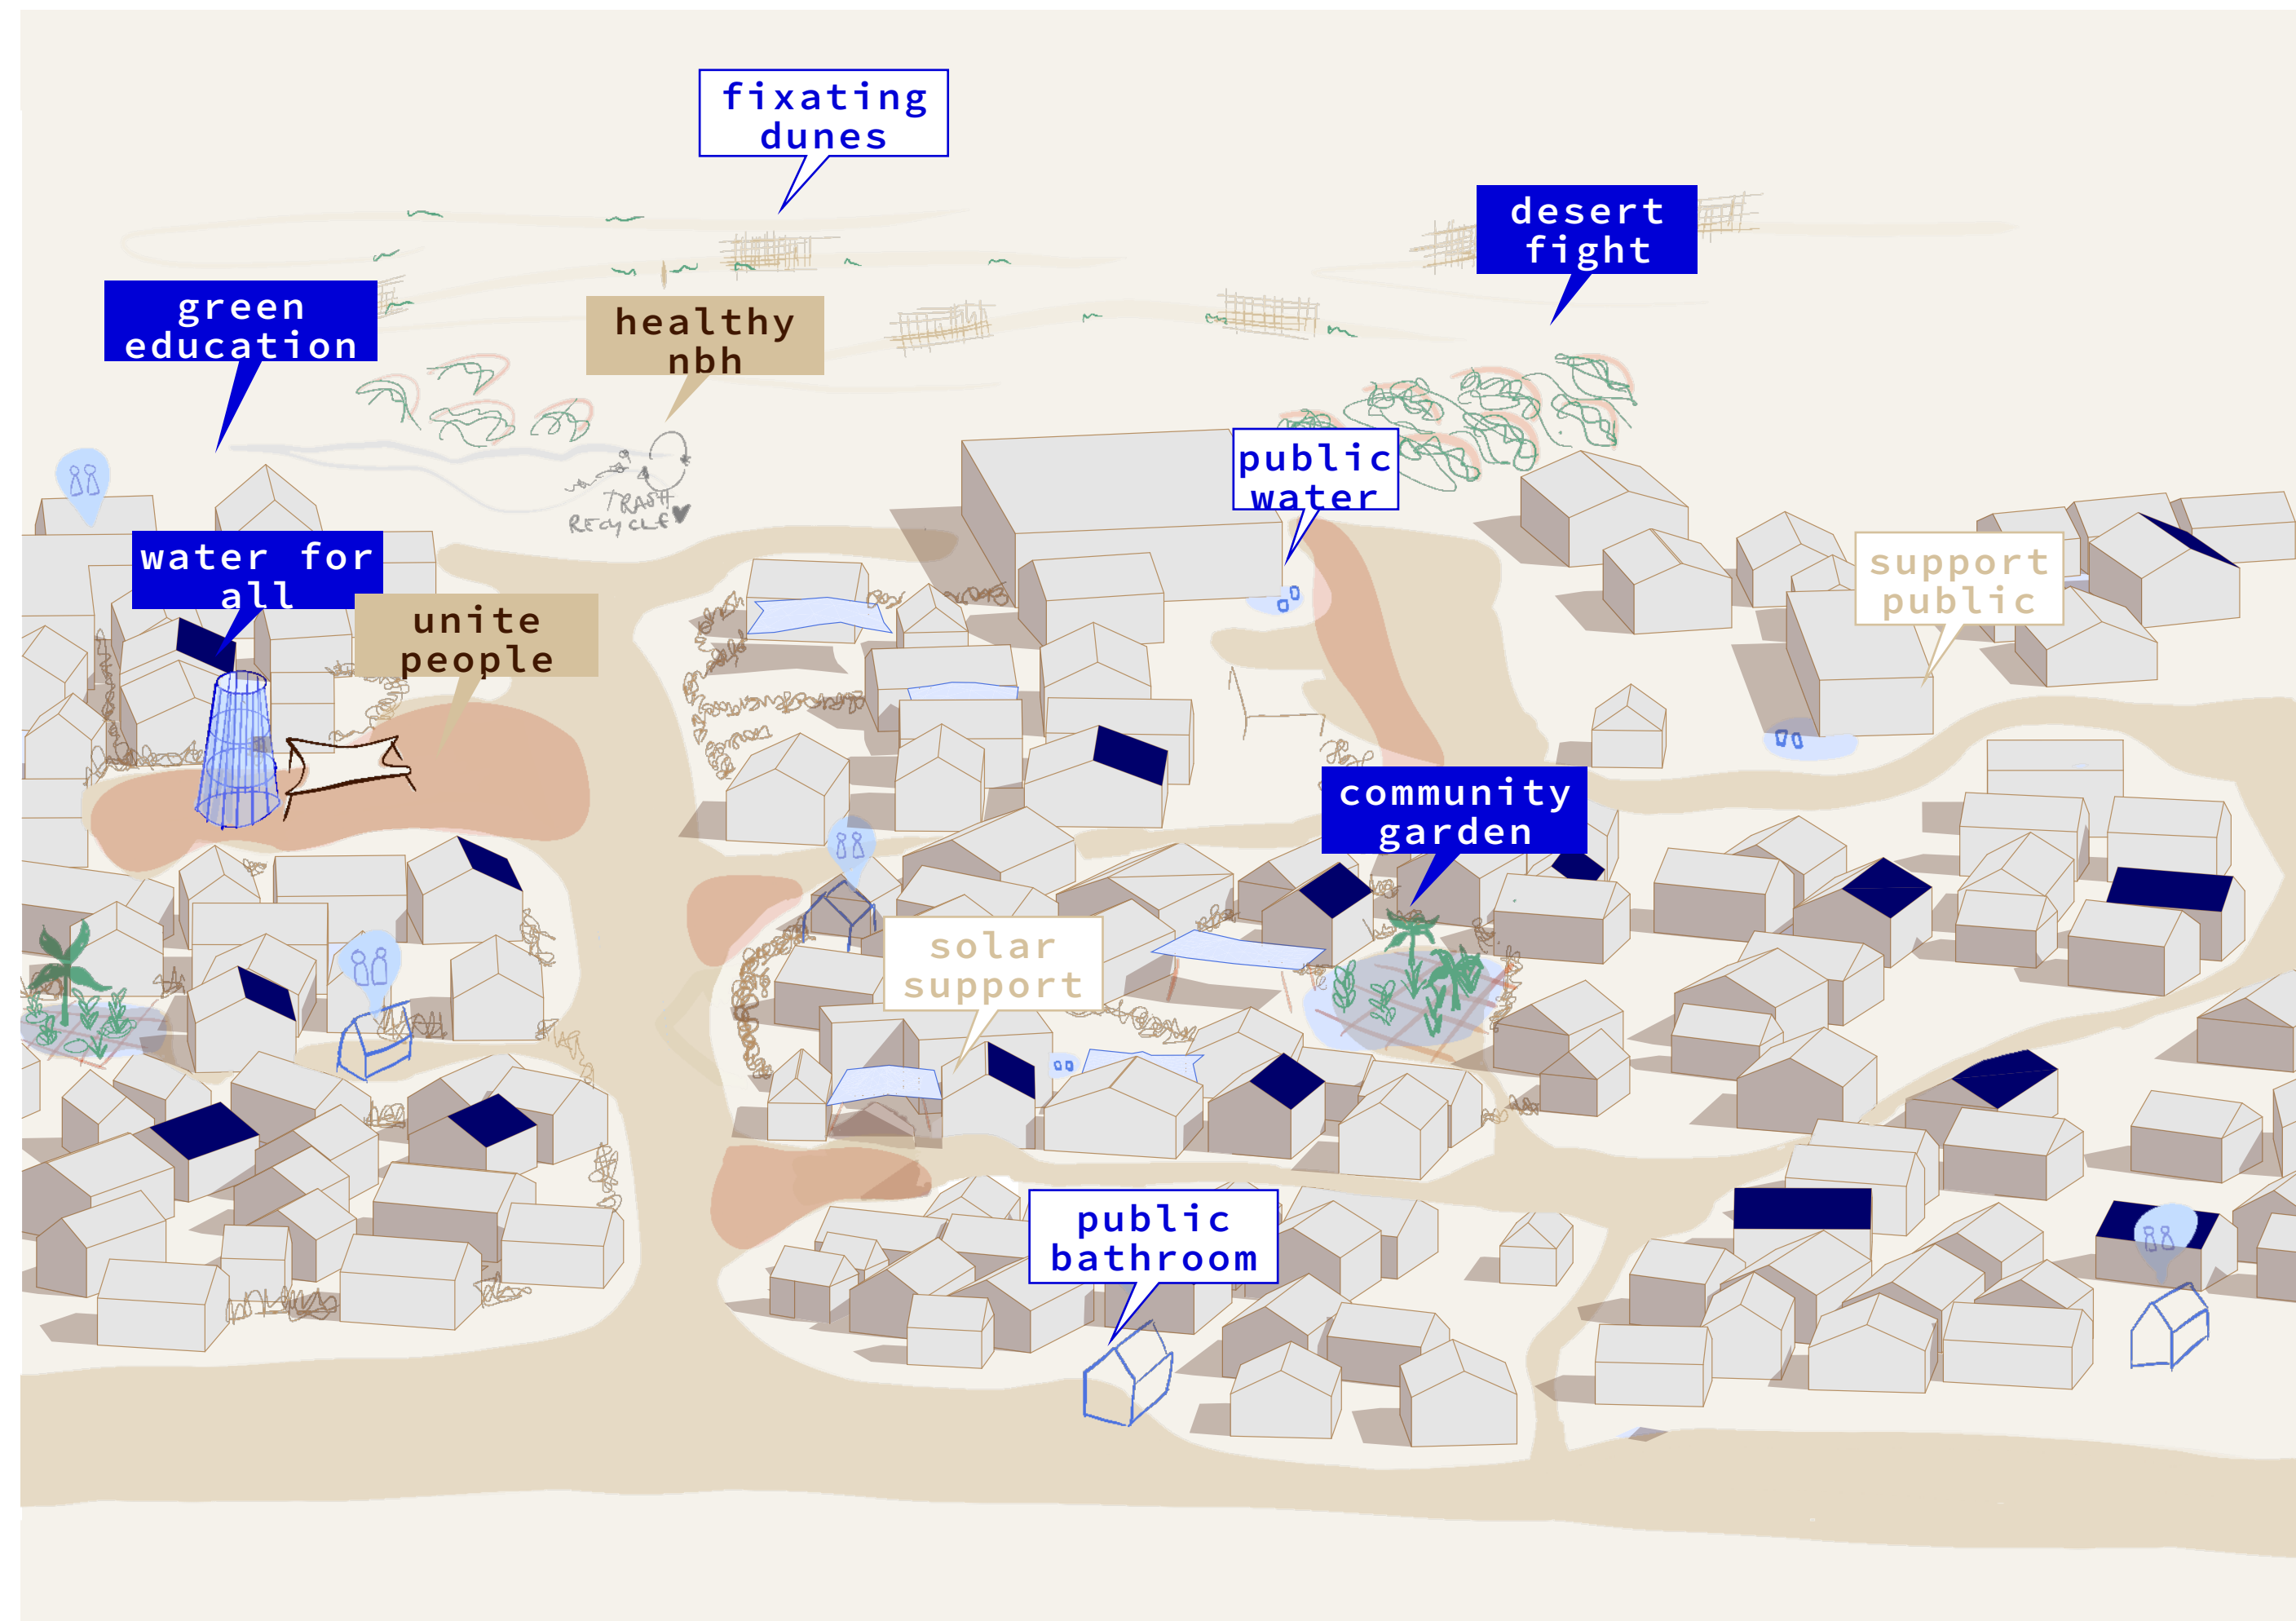 fixating
dunes
desert
fight
green
education
healthy
nbh
public
water
TRASH
RECYCLE
water for
all
support
public
unite
people
community
garden
solar
support
public
bathroom